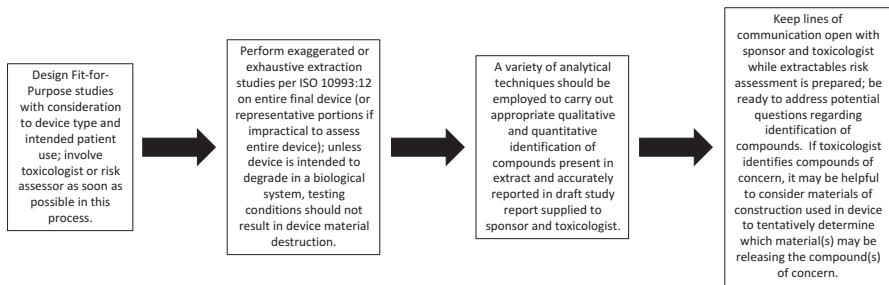 Design Fit-for-
Purpose studies
with consideration
to device type and
intended patient
use; involve
toxicologist or risk
assessor as soon as
possible in this
process.
Perform exaggerated or
exhaustive extraction
studies per ISO 10993:12
on entire final device (or
representative portions if
impractical to assess
entire device); unless
device is intended to
degrade in a biological
system, testing
conditions should not
result in device material
destruction.
A variety of analytical
techniques should be
employed to carry out
appropriate qualitative
and quantitative
identification of
compounds present in
extract and accurately
reported in draft study
report supplied to
sponsor and toxicologist.
Keep lines of
communication open with
sponsor and toxicologist
while extractables risk
assessment is prepared; be
ready to address potential
questions regarding
identification of
compounds. If toxicologist
identifies compounds of
concern, it may be helpful
to consider materials of
construction used in device
to tentatively determine
which material(s) may be
releasing the compound(s)
of concern.